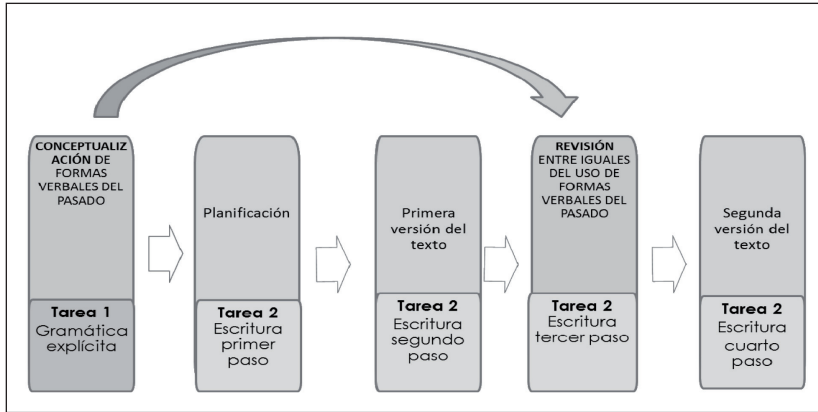 CONCEPTUALIZ
ACIÓN DE
FORMAS
VERBALES DEL
PASADO
Tarea 1
Gramática
explícita
Planificación
Tarea 2
Escritura
primer
paso
Primera
versión del
texto
Tarea 2
Escritura
segundo
paso
REVISIÓN
ENTRE IGUALES
DEL USO DE
FORMAS
VERBALES DEL
PASADO
Tarea 2
Escritura
tercer paso
Segunda
versión del
texto
Tarea 2
Escritura
cuarto
paso